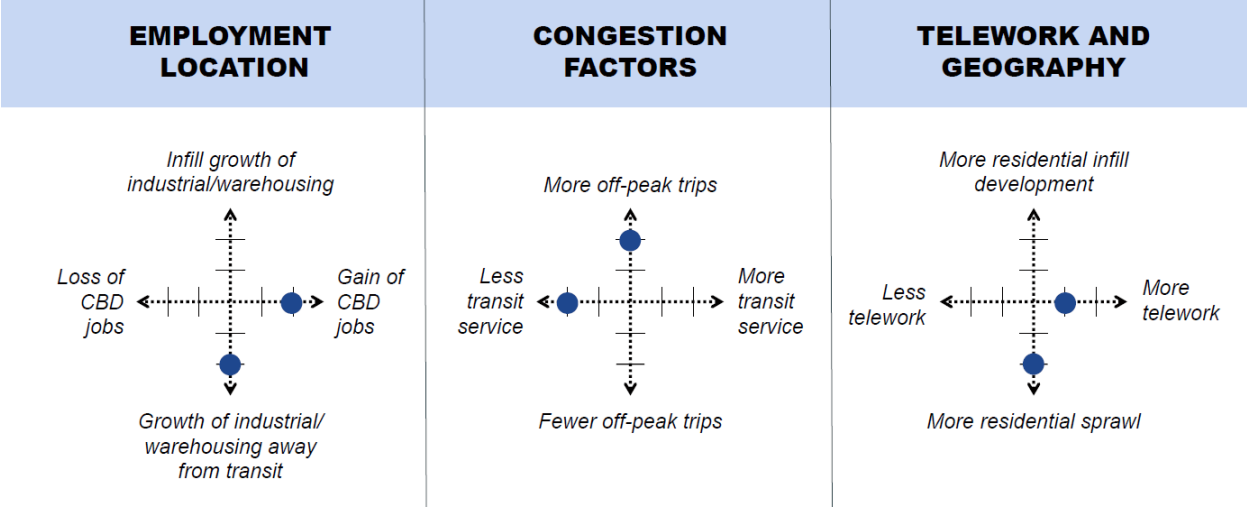 EMPLOYMENT
LOCATION
Infill growth of
industrial/warehousing
Loss of
CBD
jobs
Gain of
CBD
jobs
Growth of industrial/
warehousing away
from transit
CONGESTION
FACTORS
More off-peak trips
Less
transit
service
More
transit
service
Fewer off-peak trips
TELEWORK AND
GEOGRAPHY
More residential infill
development
Less
telework
More
telework
More residential sprawl